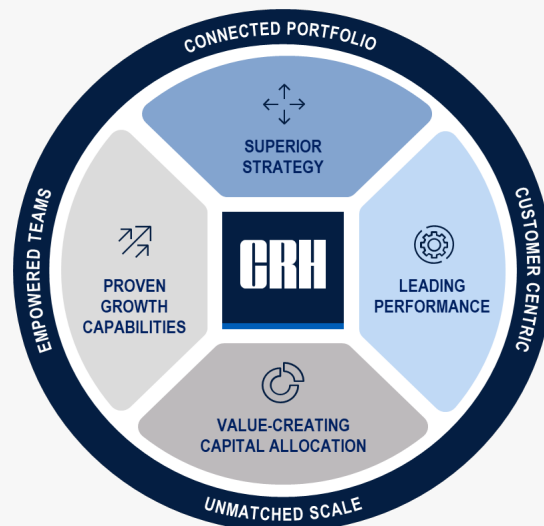 CONNECTED PORTFOLIO
SUPERIOR
STRATEGY
EMPOWERED TEAMS
PROVEN
GROWTH
CAPABILITIES
CRH
LEADING
PERFORMANCE
CUSTOMER CENTRIC
VALUE-CREATING
CAPITAL ALLOCATION
UNMATCHED SCALE